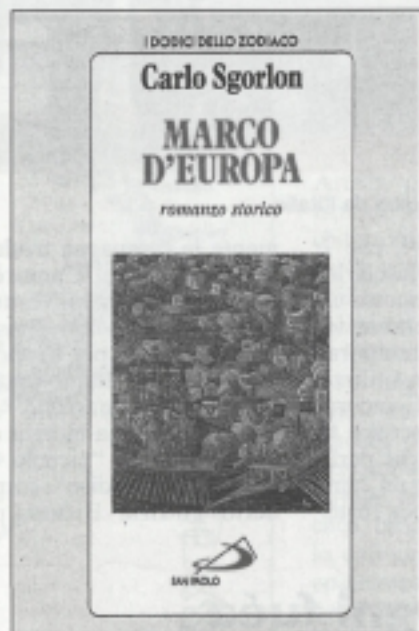 I DODICI DELLO ZODIACO
Carlo Sgorlon
MARCO
D'EUROPA
romanzo storico
SAN PAOLO